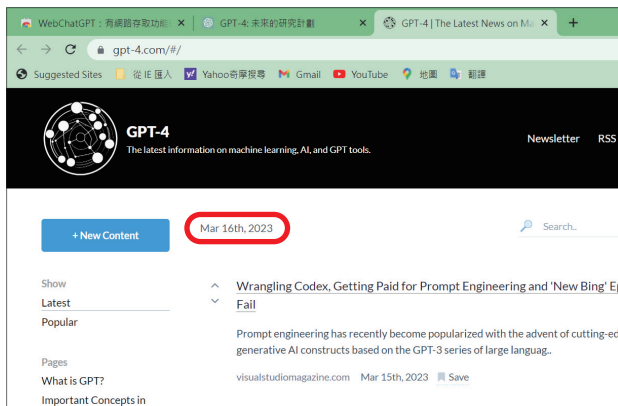 WebChatGPT：有網路存取功能
GPT-4: 未來的研究計劃
GPT-4 | The Latest News on Ma
gpt-4.com/#/
Suggested Sites 從 IE 匯入 Yahoo奇摩搜尋 Gmail YouTube 地圖 翻譯
GPT-4
The latest information on machine learning, AI, and GPT tools.
Newsletter RSS
+ New Content
Mar 16th, 2023
Search..
Show
Latest
Popular
Pages
What is GPT?
Important Concepts in
Wrangling Codex, Getting Paid for Prompt Engineering and 'New Bing' Ep
Fail
Prompt engineering has recently become popularized with the advent of cutting-ed
generative AI constructs based on the GPT-3 series of large languag..
visualstudiomagazine.com Mar 15th, 2023 Save